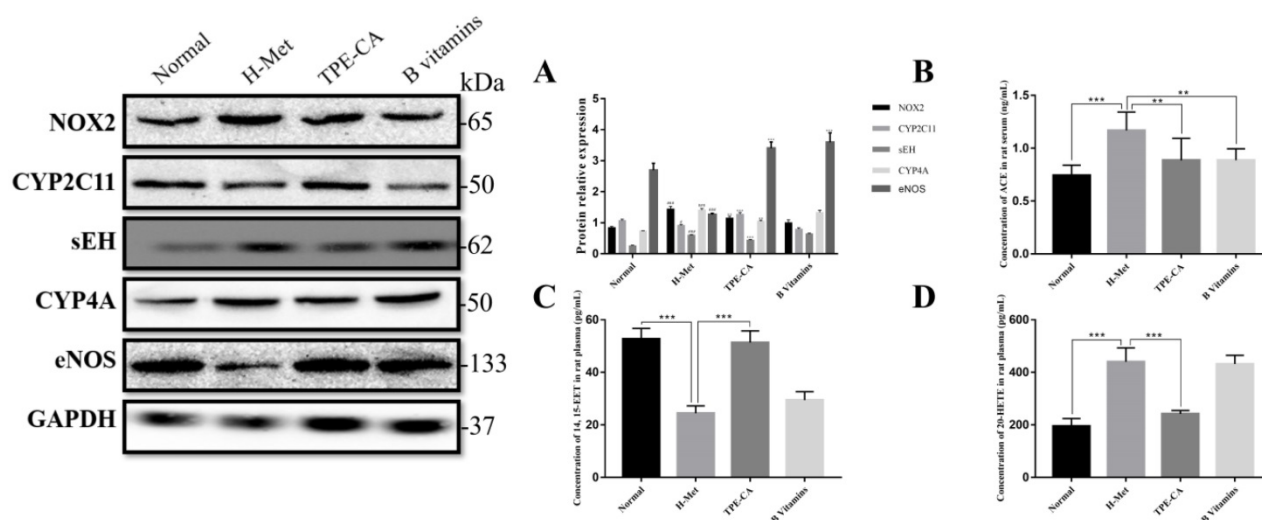 Normal
H-Met
TPE-CA
B vitamins
kDa
NOX2
65
CYP2C11
50
sEH
62
CYP4A
50
eNOS
133
GAPDH
37
A
Protein relative expression
5
4
3
2
1
0
Normal
H-Met
TPE-CA
B Vitamins
NOX2
CYP2C11
sEH
CYP4A
eNOS
B
Concentration of ACE in rat serum (ng/mL)
1.5
1.0
0.5
0.0
***
**
**
Normal
H-Met
TPE-CA
B Vitamins
C
Concentration of 14, 15-EET in rat plasma (pg/mL)
60
40
20
0
***
***
Normal
H-Met
TPE-CA
B Vitamins
D
Concentration of 20-HETE in rat plasma (pg/mL)
600
400
200
0
***
***
Normal
H-Met
TPE-CA
B Vitamins